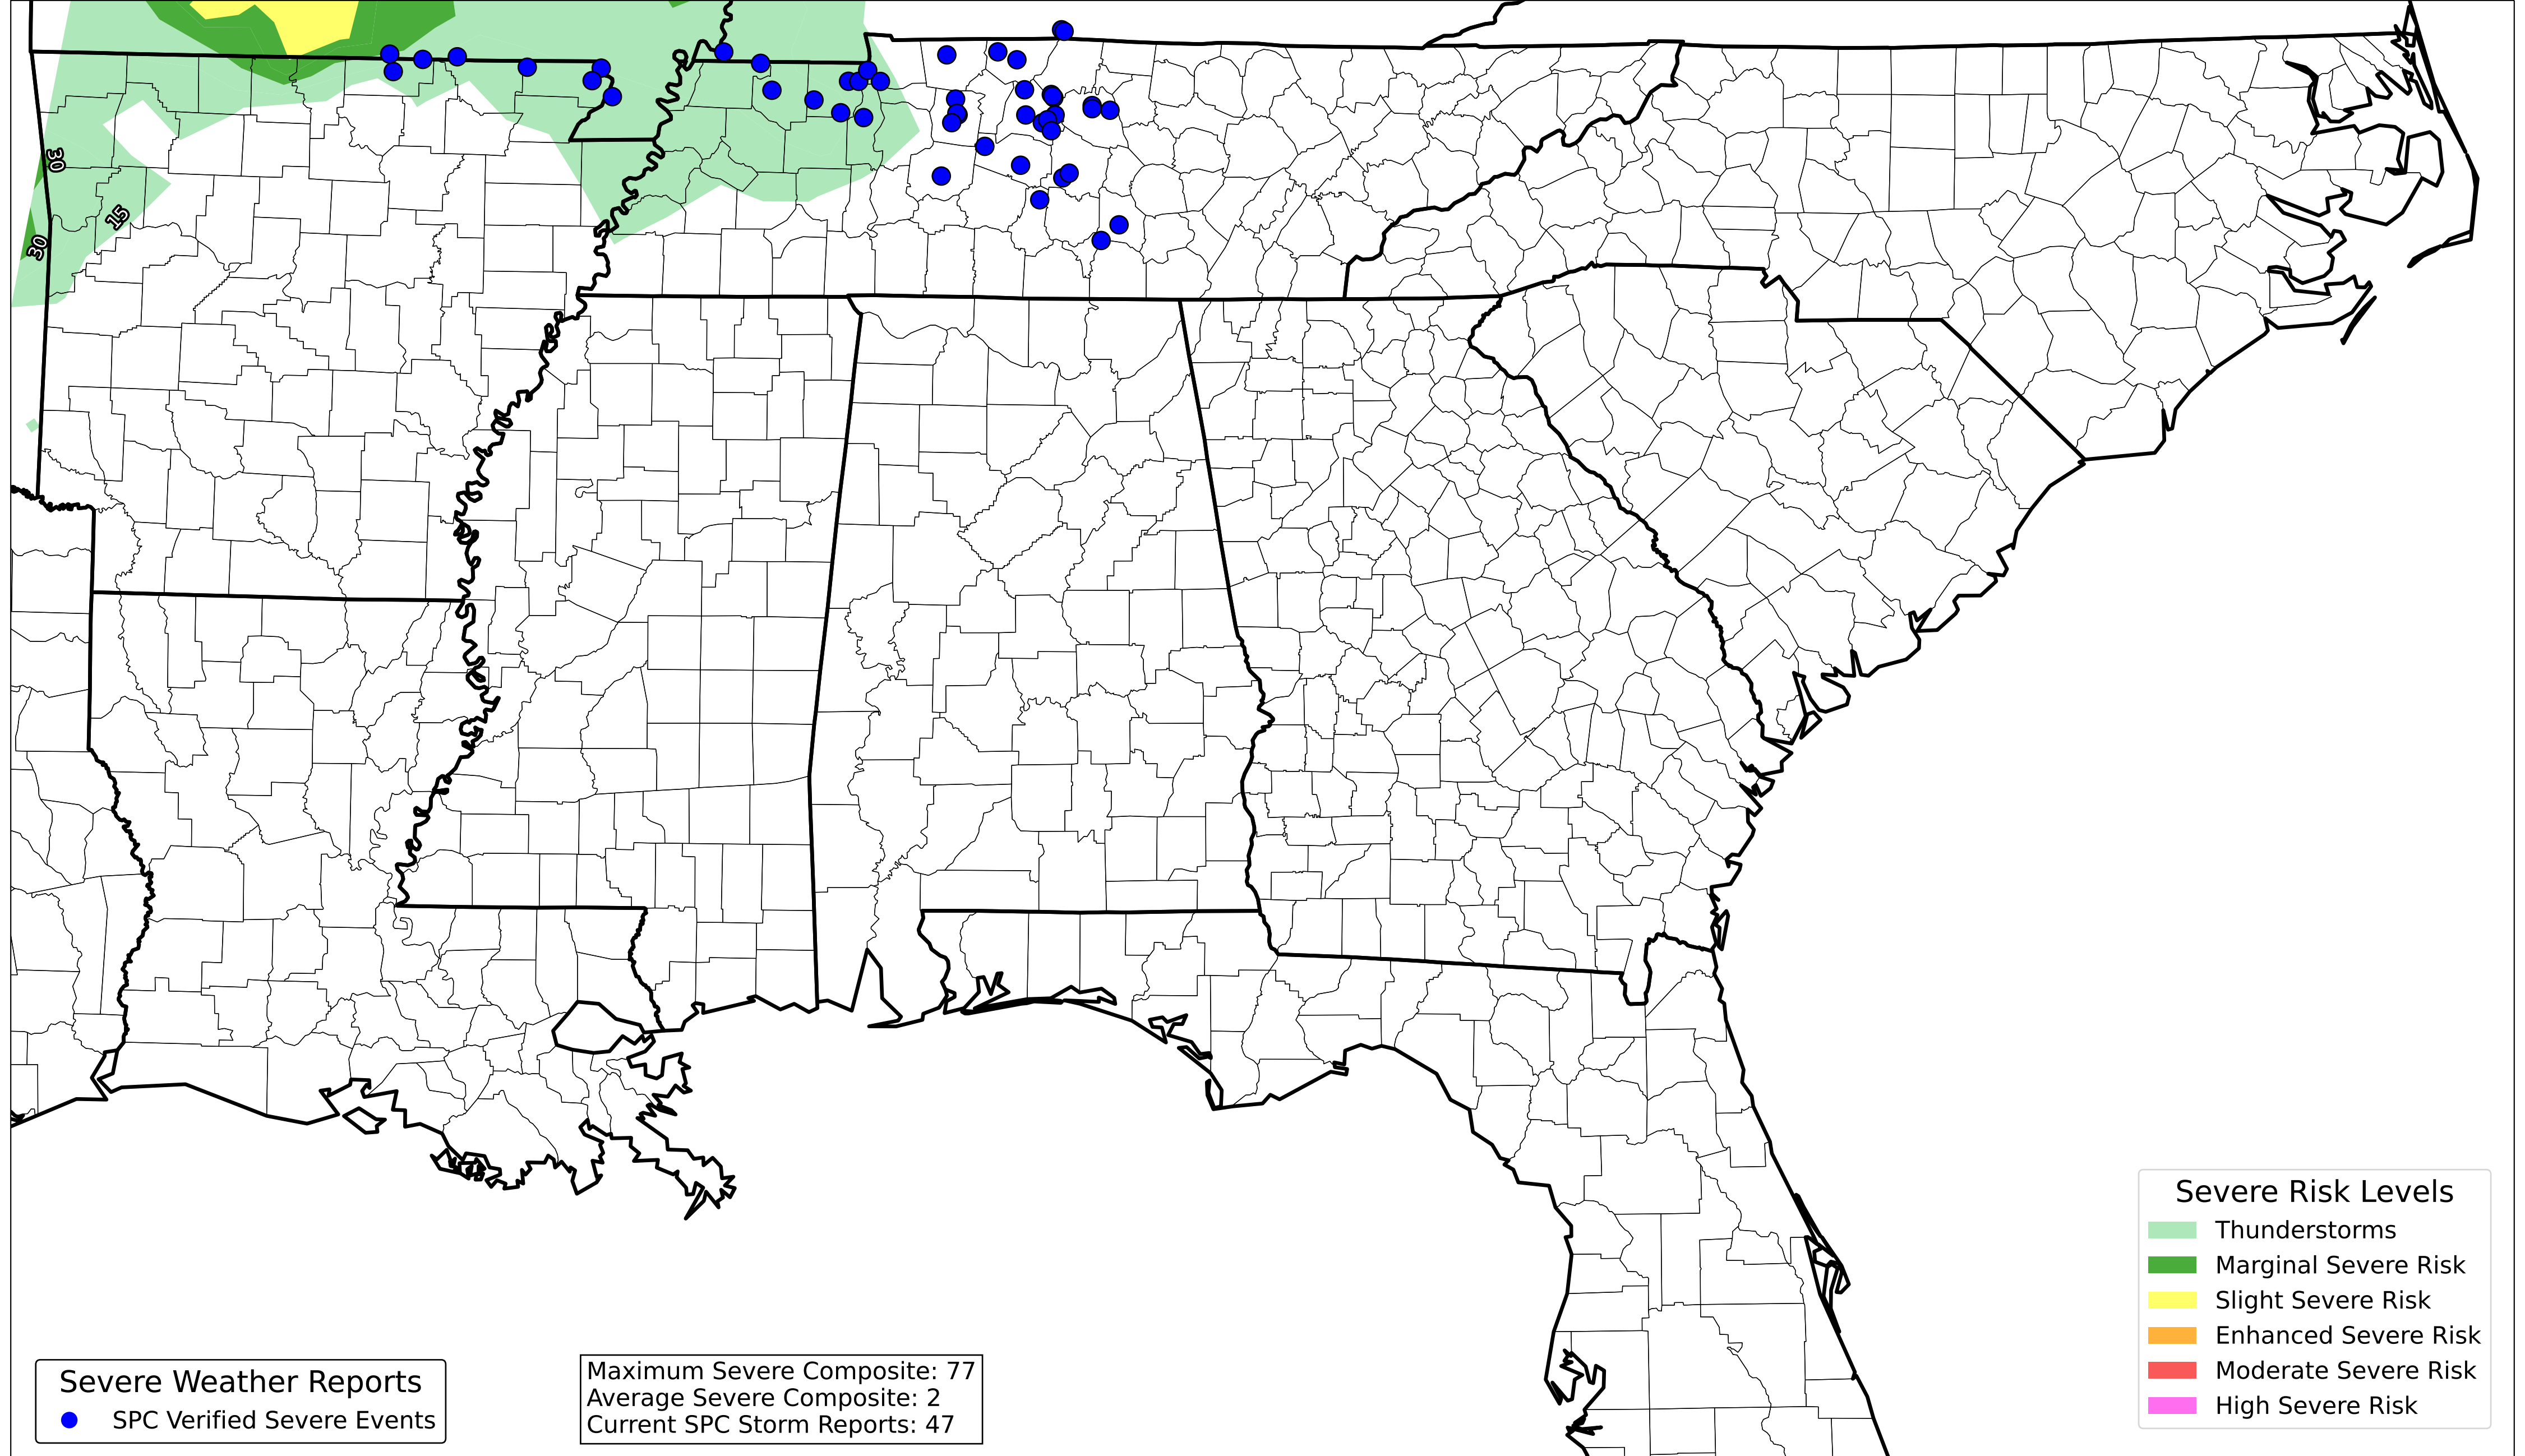 30
15
30
Severe Risk Levels
Thunderstorms
Marginal Severe Risk
Slight Severe Risk
Enhanced Severe Risk
Moderate Severe Risk
High Severe Risk
Severe Weather Reports
SPC Verified Severe Events
Maximum Severe Composite: 77
Average Severe Composite: 2
Current SPC Storm Reports: 47